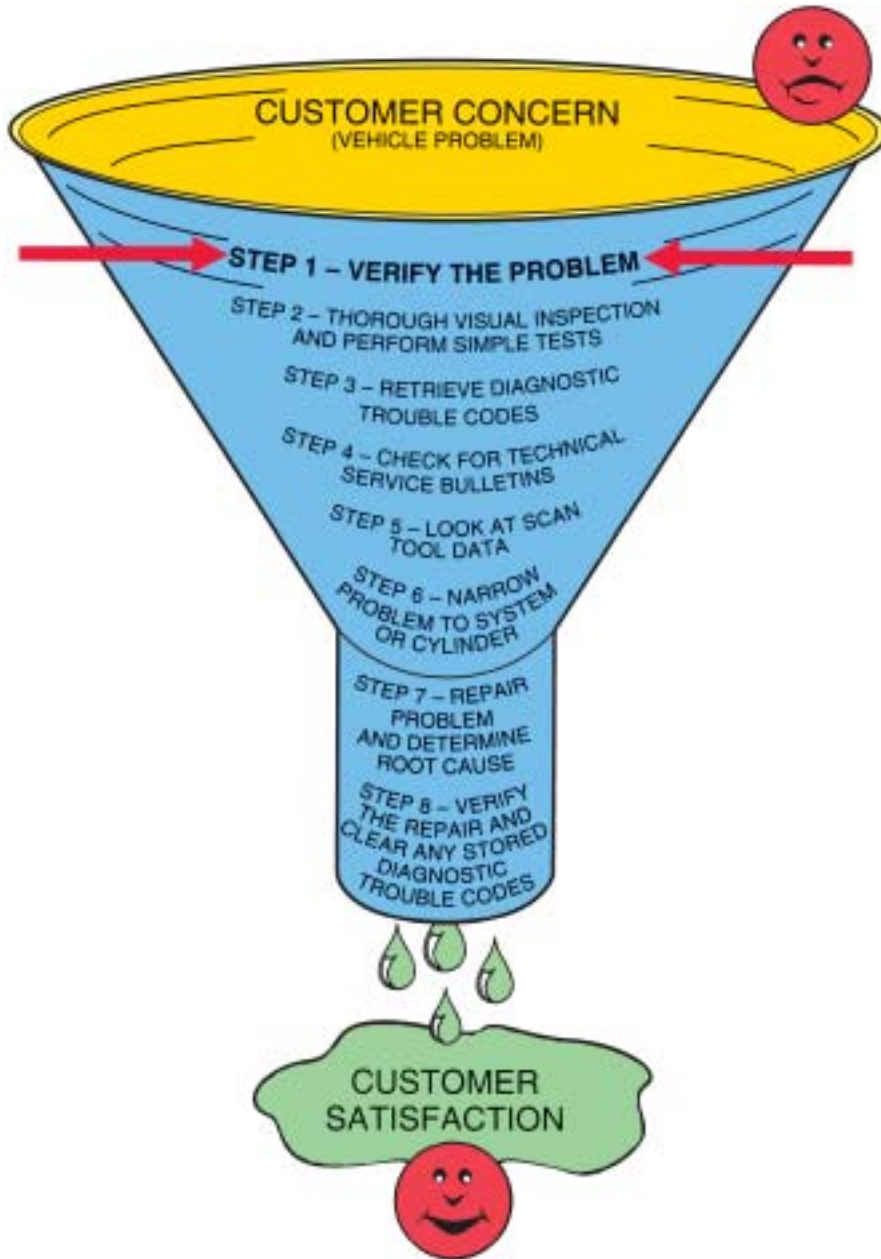 CUSTOMER CONCERN
(VEHICLE PROBLEM)
STEP 1 – VERIFY THE PROBLEM
STEP 2 – THOROUGH VISUAL INSPECTION
AND PERFORM SIMPLE TESTS
STEP 3 – RETRIEVE DIAGNOSTIC
TROUBLE CODES
STEP 4 – CHECK FOR TECHNICAL
SERVICE BULLETINS
STEP 5 – LOOK AT SCAN
TOOL DATA
STEP 6 – NARROW
PROBLEM TO SYSTEM
OR CYLINDER
STEP 7 – REPAIR
PROBLEM
AND DETERMINE
ROOT CAUSE
STEP 8 – VERIFY
THE REPAIR AND
CLEAR ANY STORED
DIAGNOSTIC
TROUBLE CODES
CUSTOMER
SATISFACTION